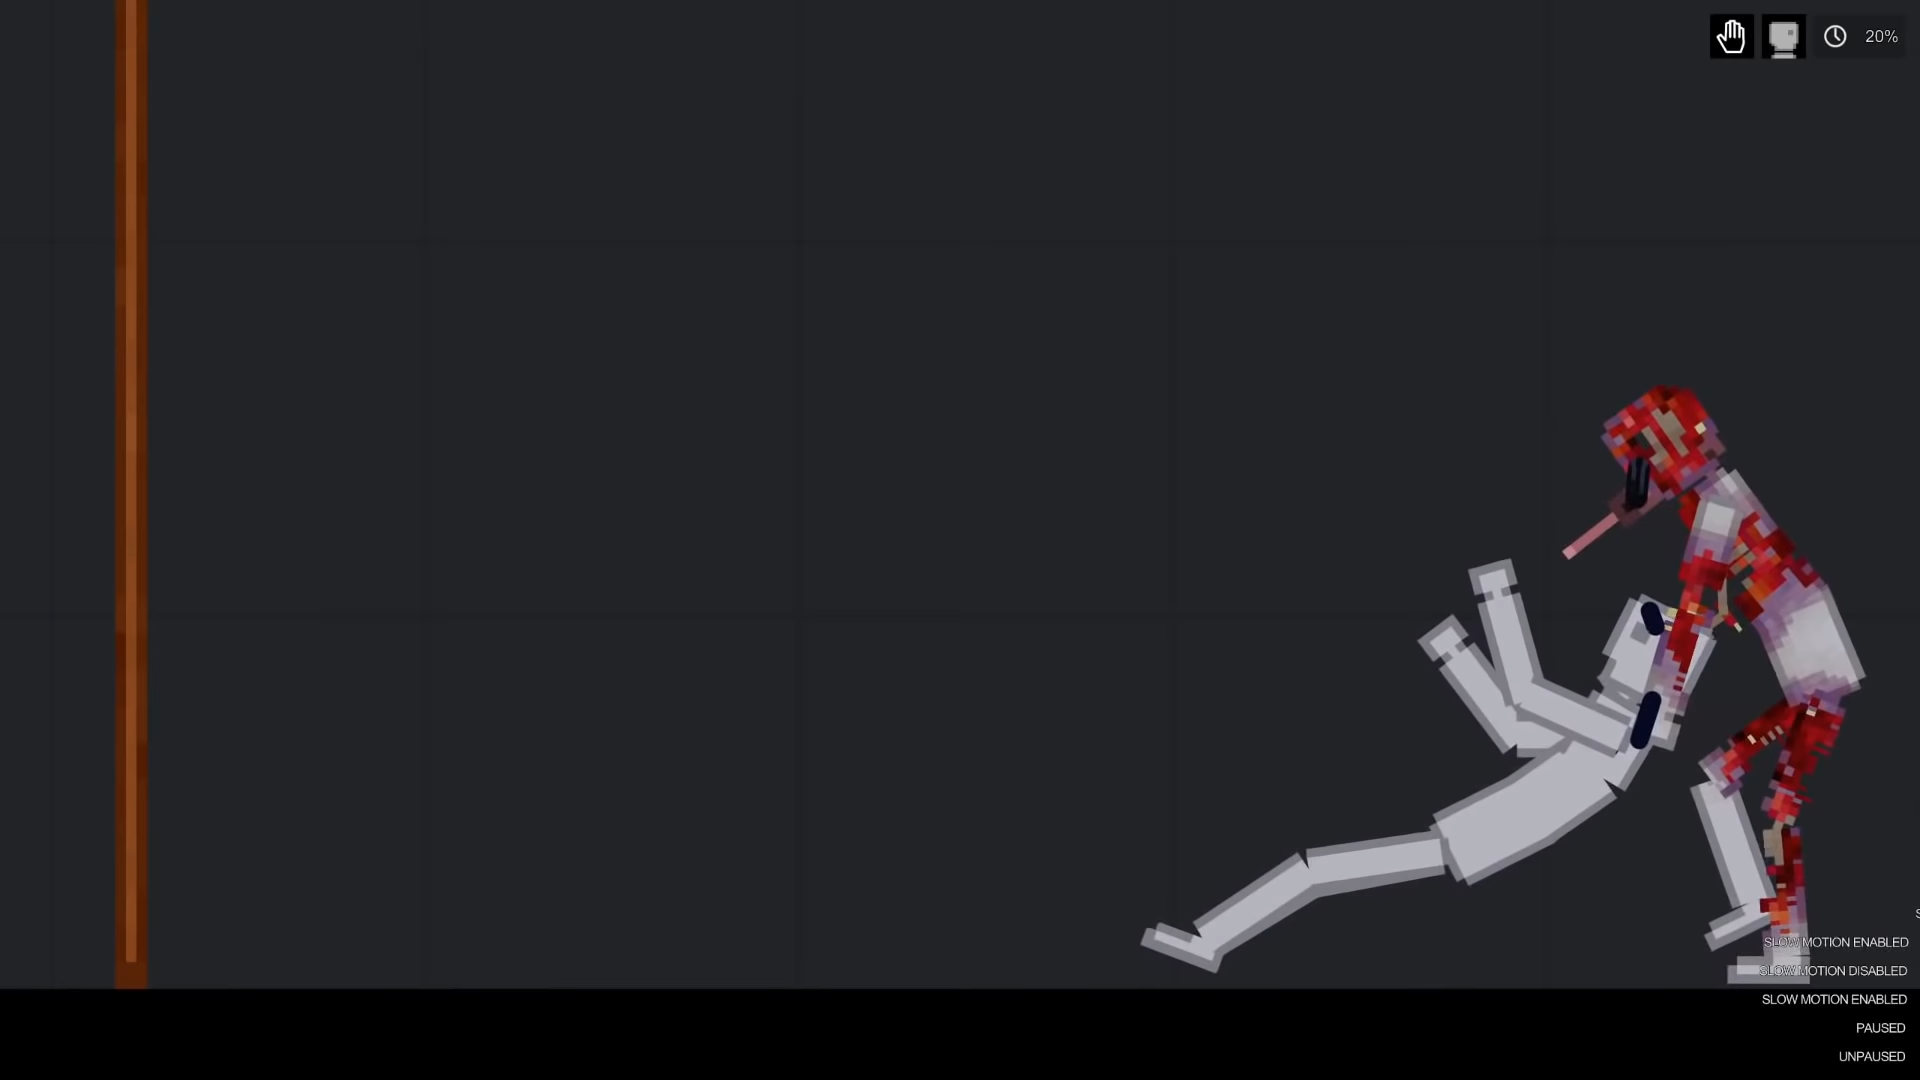 20%
SLOW MOTION ENABLED
SLOW MOTION DISABLED
SLOW MOTION ENABLED
PAUSED
UNPAUSED